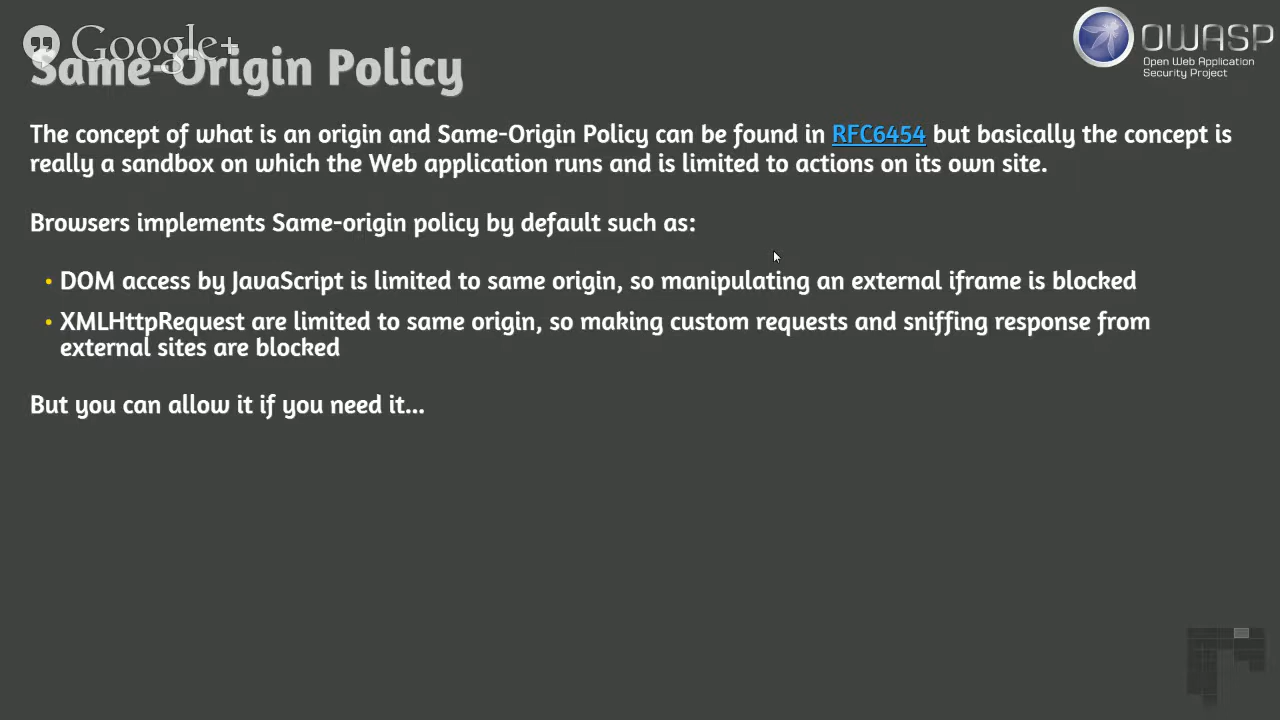 Google+
OWASP
Open Web Application
Security Project
Same-Origin Policy
The concept of what is an origin and Same-Origin Policy can be found in RFC6454 but basically the concept is
really a sandbox on which the Web application runs and is limited to actions on its own site.
Browsers implements Same-origin policy by default such as:
• DOM access by JavaScript is limited to same origin, so manipulating an external iframe is blocked
• XMLHttpRequest are limited to same origin, so making custom requests and sniffing response from
external sites are blocked
But you can allow it if you need it...